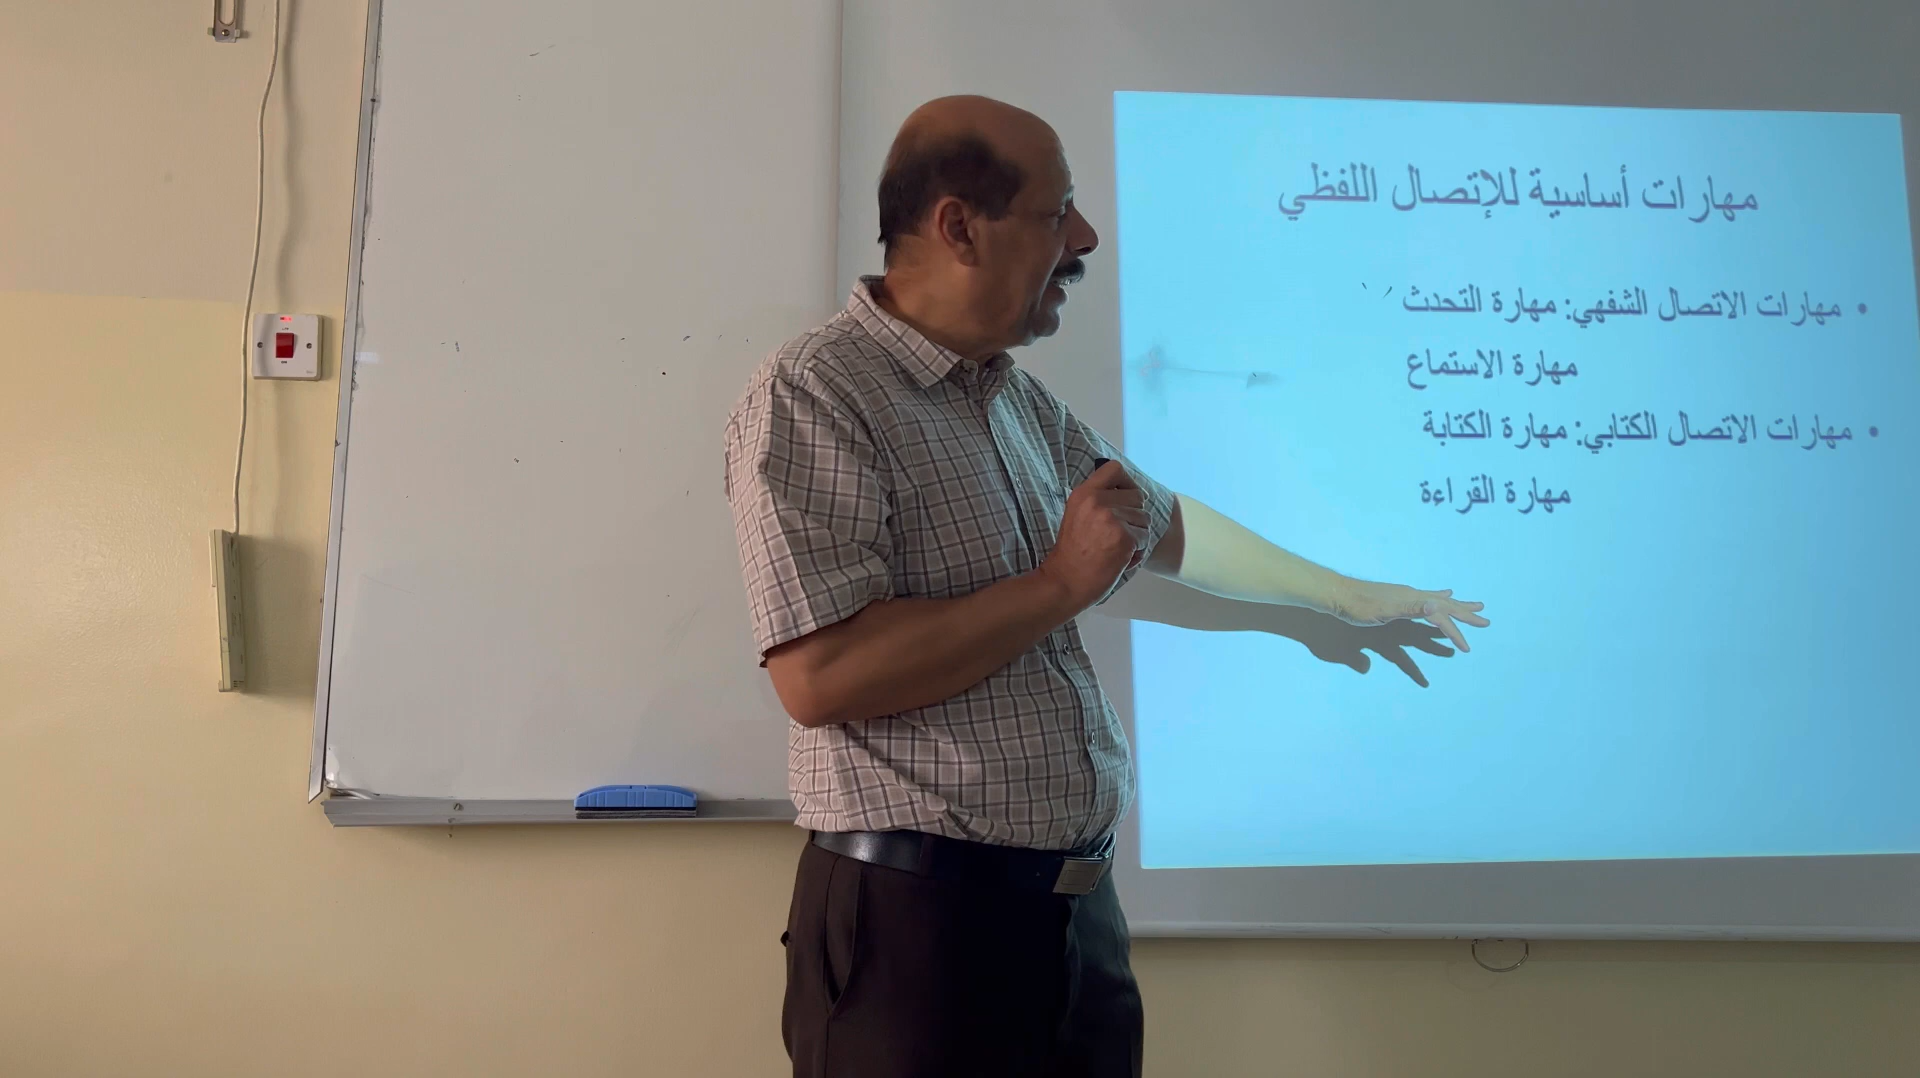 مهارات أساسية للإتصال اللفظي
• مهارات الاتصال الشفهي: مهارة التحدث
مهارة الاستماع
• مهارات الاتصال الكتابي: مهارة الكتابة
مهارة القراءة